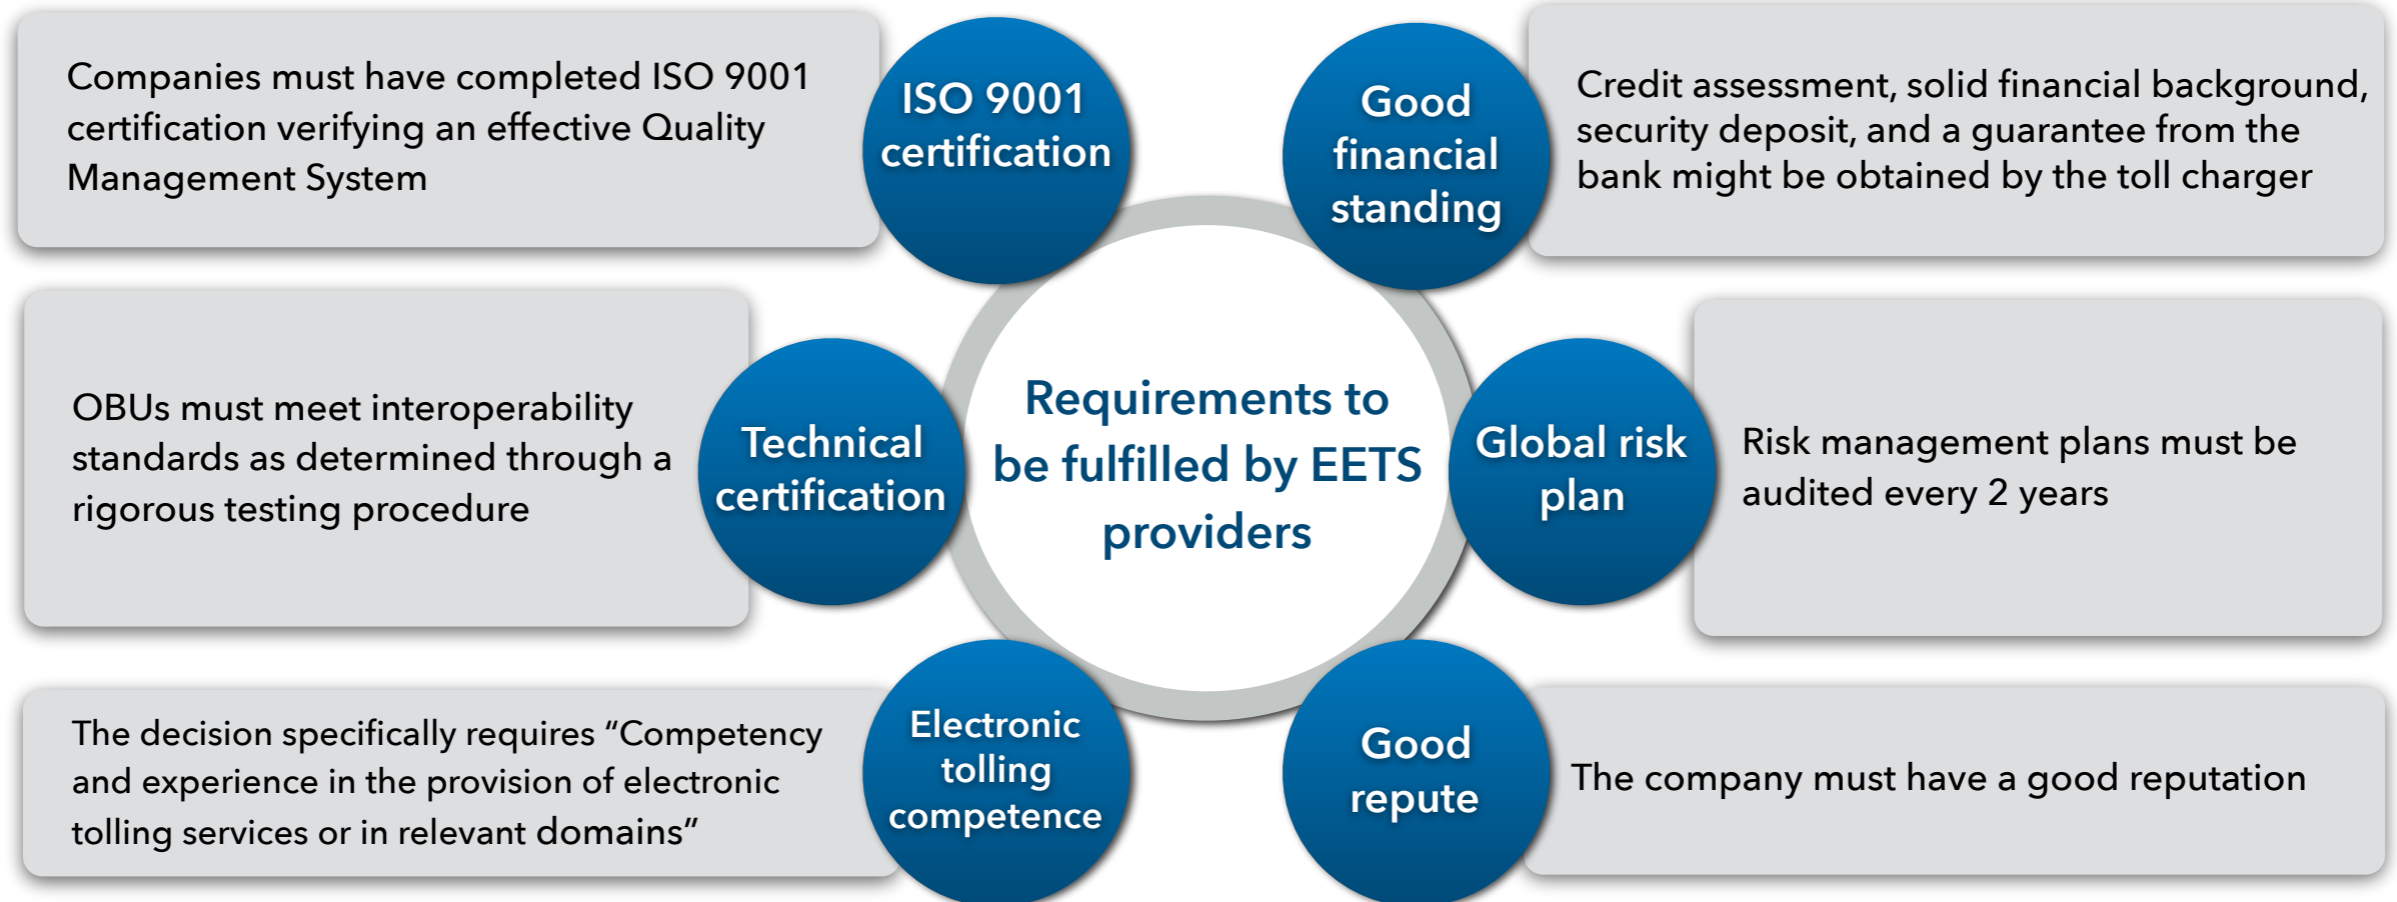 Companies must have completed ISO 9001
certification verifying an effective Quality
Management System
ISO 9001
certification
Good
financial
standing
Credit assessment, solid financial background,
security deposit, and a guarantee from the
bank might be obtained by the toll charger
OBUs must meet interoperability
standards as determined through a
rigorous testing procedure
Technical
certification
Requirements to
be fulfilled by EETS
providers
Global risk
plan
Risk management plans must be
audited every 2 years
The decision specifically requires “Competency
and experience in the provision of electronic
tolling services or in relevant domains”
Electronic
tolling
competence
Good
repute
The company must have a good reputation